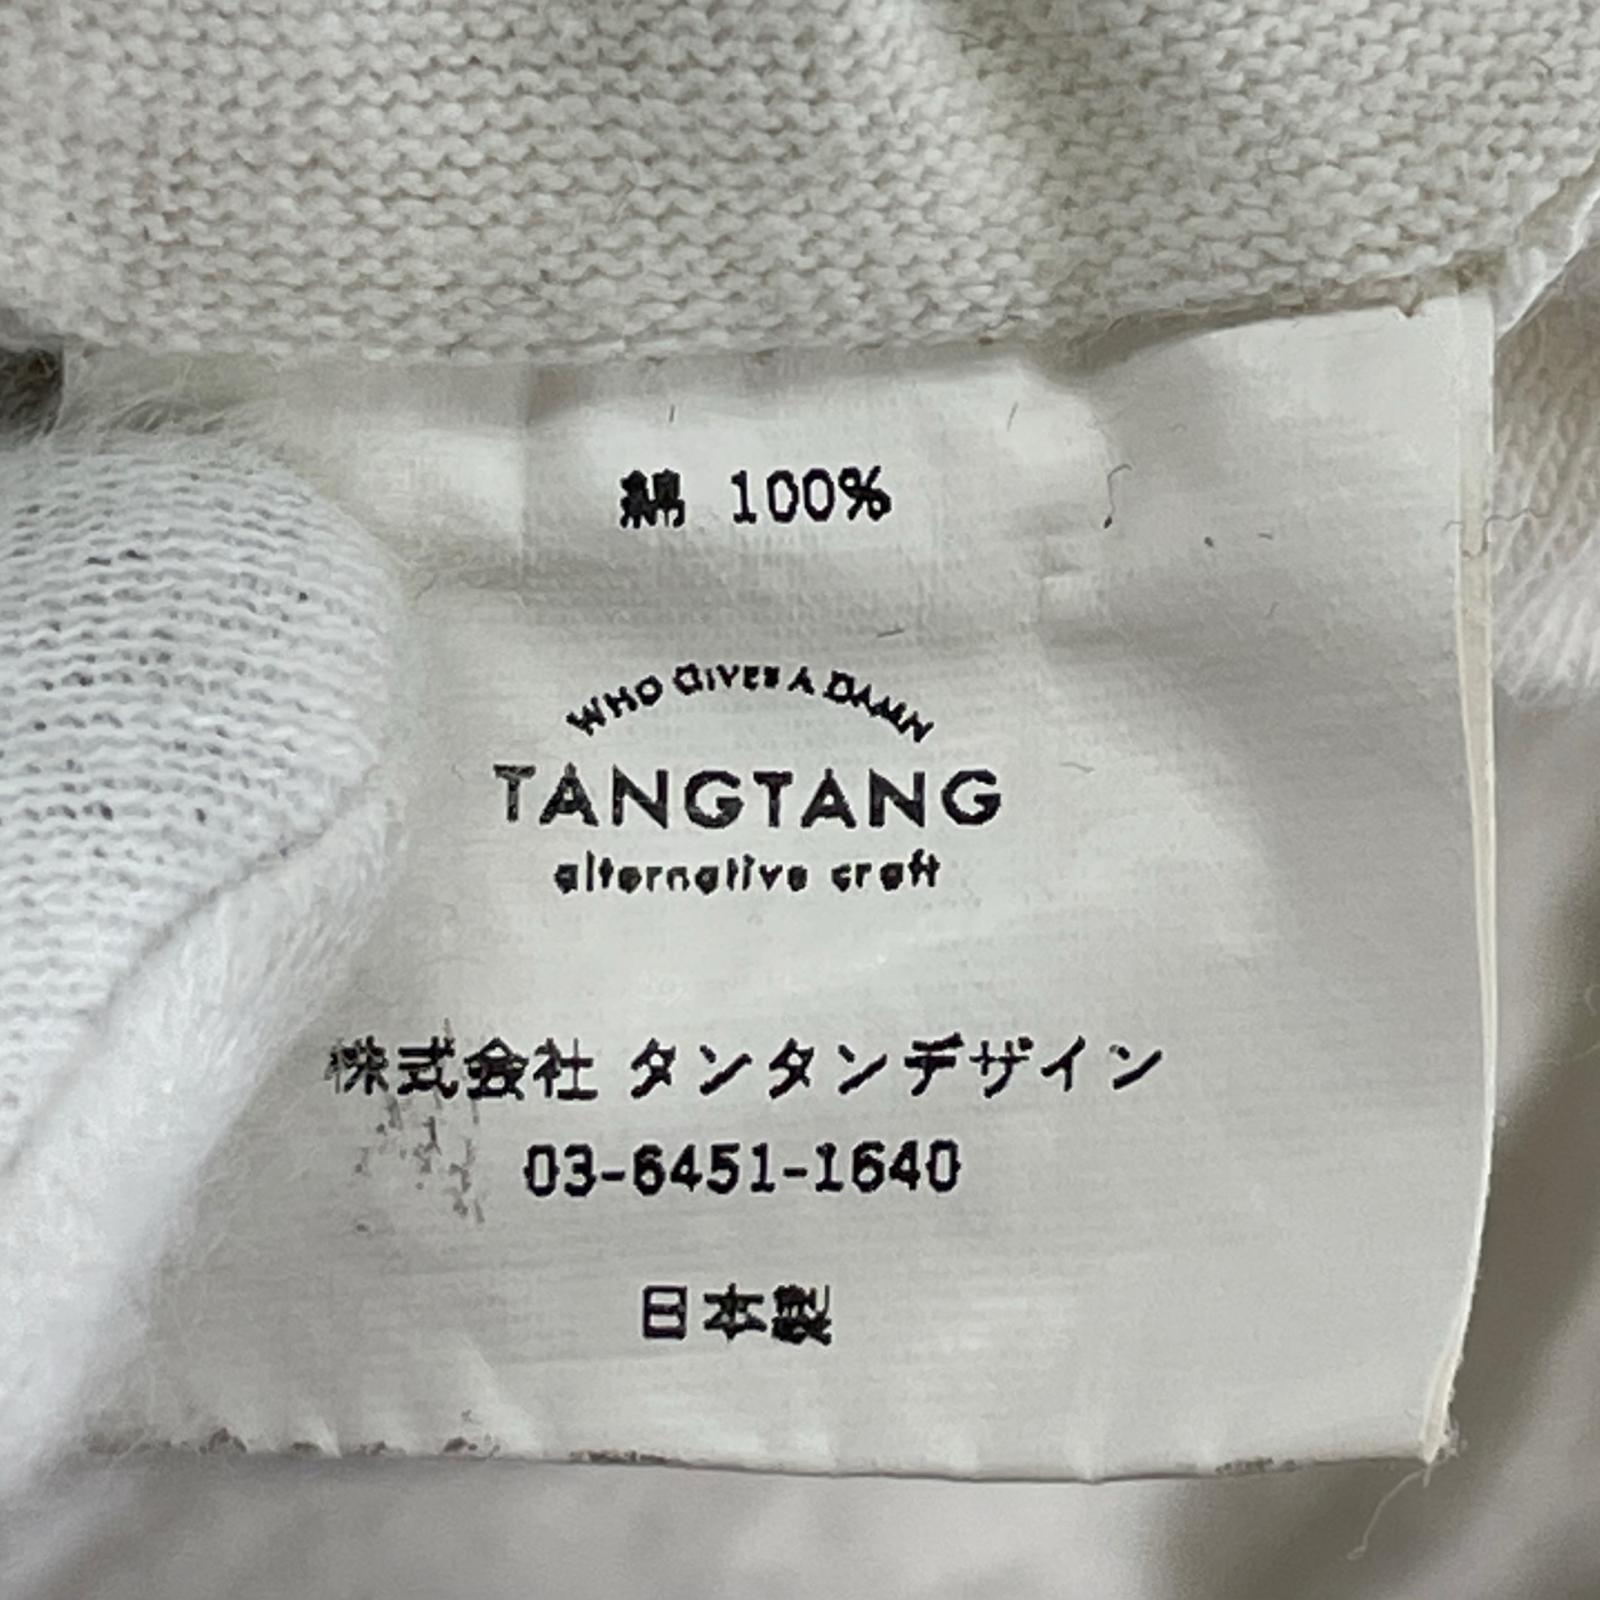 綿 100%
WHO GIVES A DAMN
TANGTANG
alternative craft
株式会社 タンタンデザイン
03-6451-1640
日本製